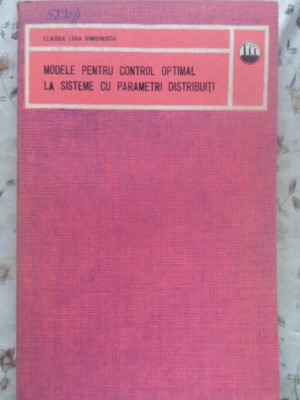 CLAUDIA LIDIA SIMIONESCU
MODELE PENTRU CONTROL OPTIMAL
LA SISTEME CU PARAMETRI DISTRIBUIȚI